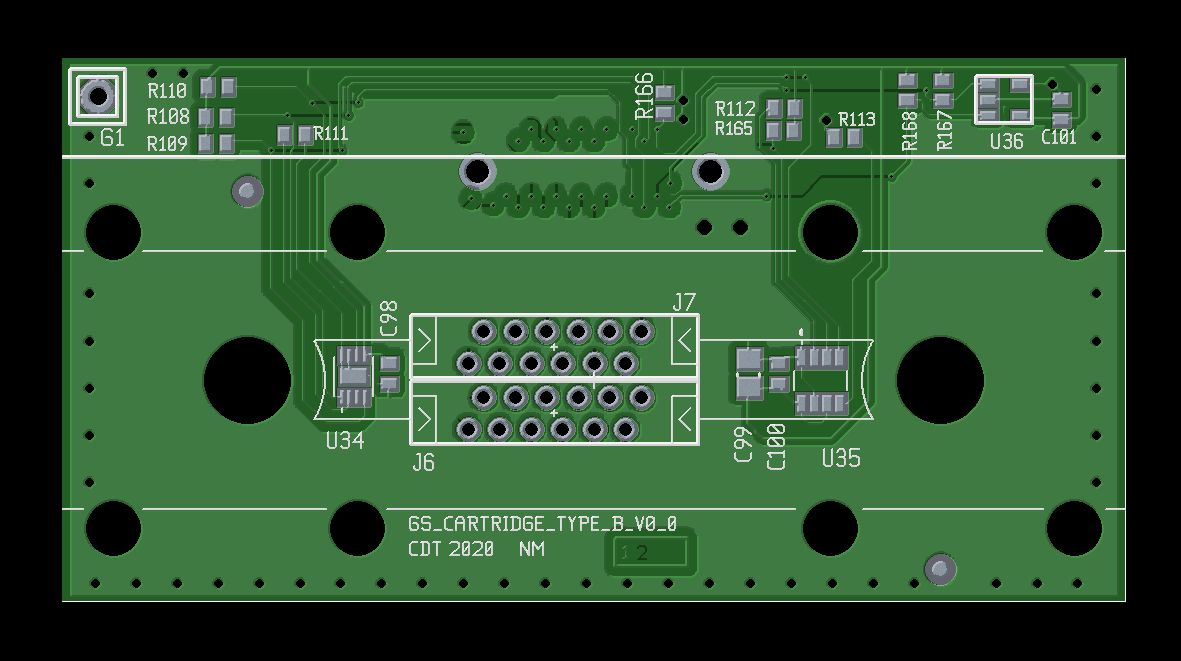 R110
R108
R109
R111
G1
R166
R112
R165
R113
R168
R167
U36
C101
C98
J7
U34
J6
C99
C100
U35
GS_CARTRIDGE_TYPE_B_V0_0
CDT 2020 NM
12